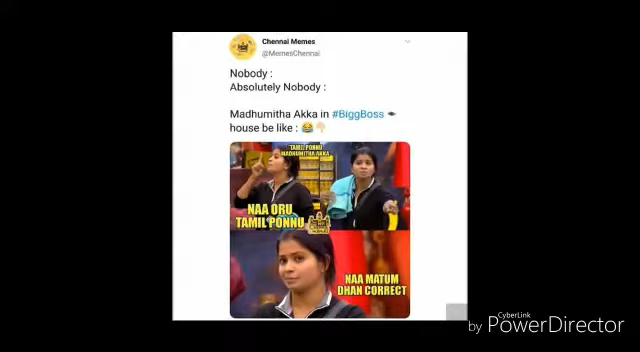 Chennai Memes
@MemesChennai
Nobody :
Absolutely Nobody :
Madhumitha Akka in #BiggBoss
house be like :
TAMIL PONNU
MADHUMITHA AKKA
NAA ORU
TAMIL PONNU
NAA MATUM
DHAN CORRECT
CyberLink
by PowerDirector